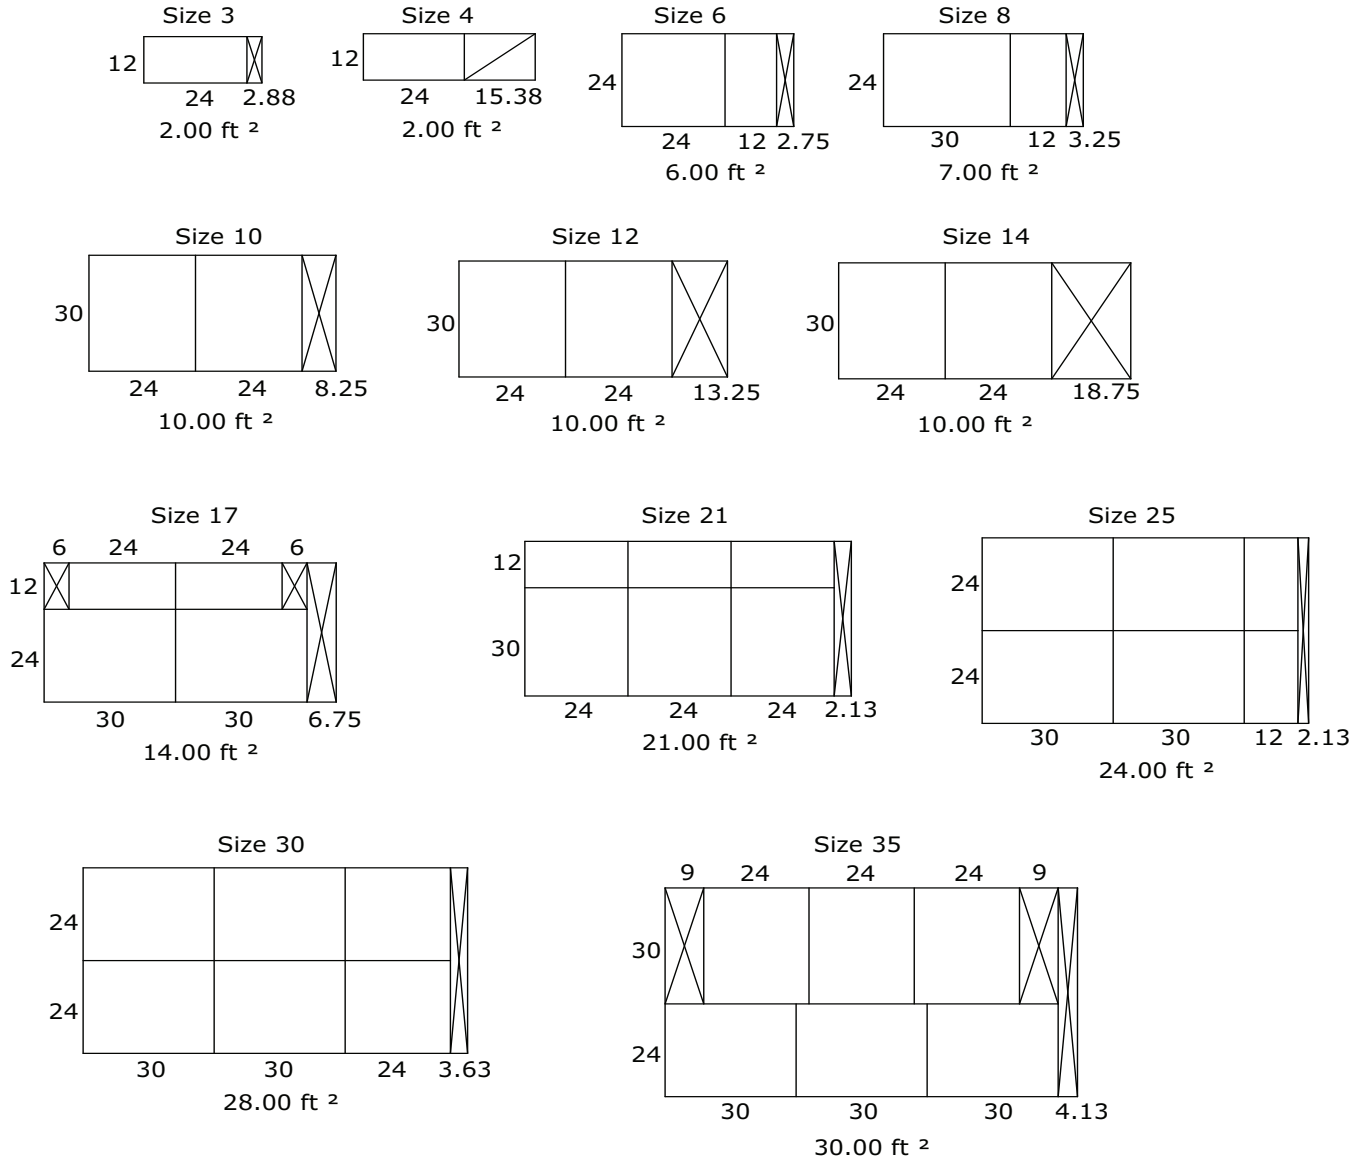 Size 3
12
24 2.88
2.00 ft ²
Size 4
12
24 15.38
2.00 ft ²
Size 6
24
24 12 2.75
6.00 ft ²
Size 8
24
30 12 3.25
7.00 ft ²
Size 10
30
24 24 8.25
10.00 ft ²
Size 12
30
24 24 13.25
10.00 ft ²
Size 14
30
24 24 18.75
10.00 ft ²
Size 17
6 24 24 6
12
24
30 30 6.75
14.00 ft ²
Size 21
12
30
24 24 24 2.13
21.00 ft ²
Size 25
24
24
30 30 12 2.13
24.00 ft ²
Size 30
24
24
30 30 24 3.63
28.00 ft ²
Size 35
9 24 24 24 9
30
24
30 30 30 4.13
30.00 ft ²